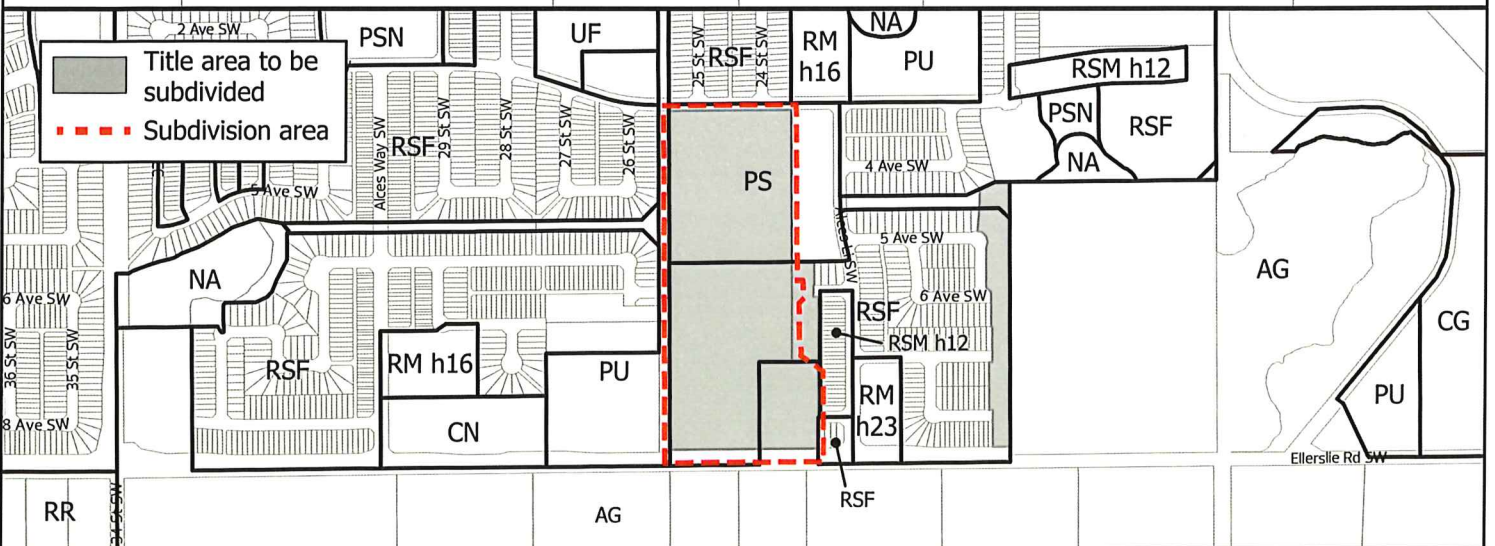 2 Ave SW
PSN
UF
25 St SW
RSF
24 St SW
RM
h16
NA
PU
RSM h12
PSN
RSF
NA
Title area to be
subdivided
Subdivision area
Alces Way SW
RSF
29 St SW
28 St SW
27 St SW
26 St SW
5 Ave SW
PS
4 Ave SW
5 Ave SW
6 Ave SW
NA
RSF
RSM h12
AG
CG
6 Ave SW
36 St SW
35 St SW
8 Ave SW
RSF
RM h16
CN
PU
RM
h23
RSF
PU
Ellerslie Rd SW
RR
34 St SW
AG